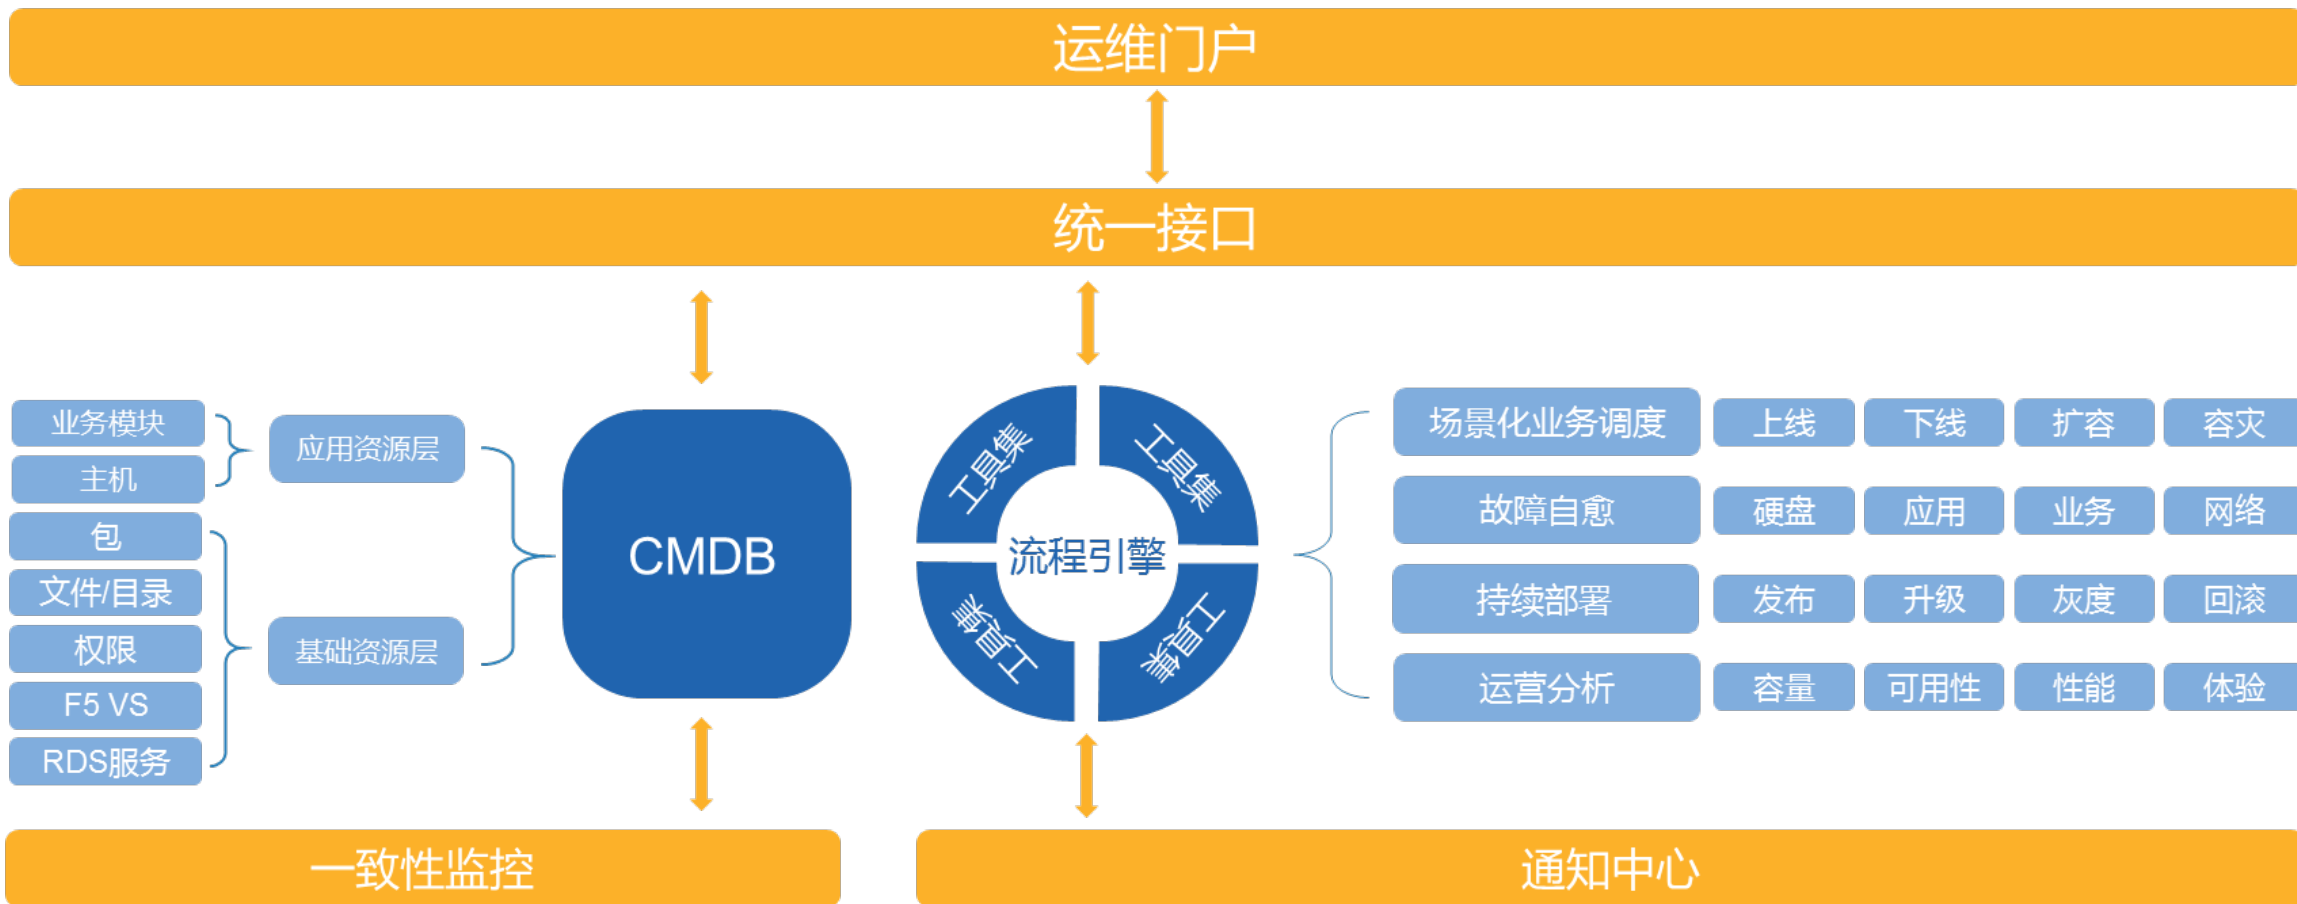 运维门户
统一接口
业务模块
主机
应用资源层
包
文件/目录
权限
F5 VS
RDS服务
基础资源层
CMDB
工具集
工具集
流程引擎
工具集
工具集
场景化业务调度 上线 下线 扩容 容灾
故障自愈 硬盘 应用 业务 网络
持续部署 发布 升级 灰度 回滚
运营分析 容量 可用性 性能 体验
一致性监控
通知中心